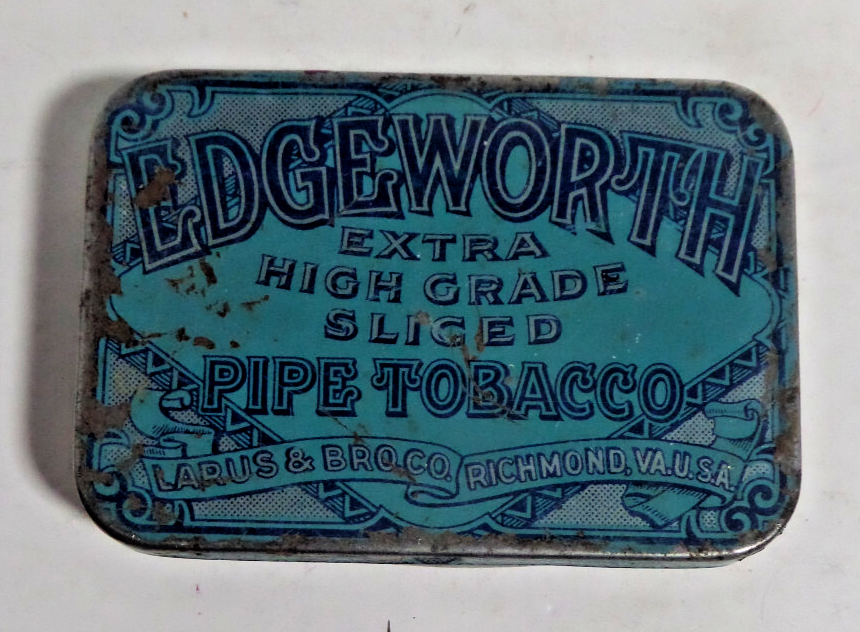 EDGEWORTH
EXTRA
HIGH GRADE
SLICED
PIPE TOBACCO
LARUS & BRO.CO. RICHMOND, VA.U.S.A.